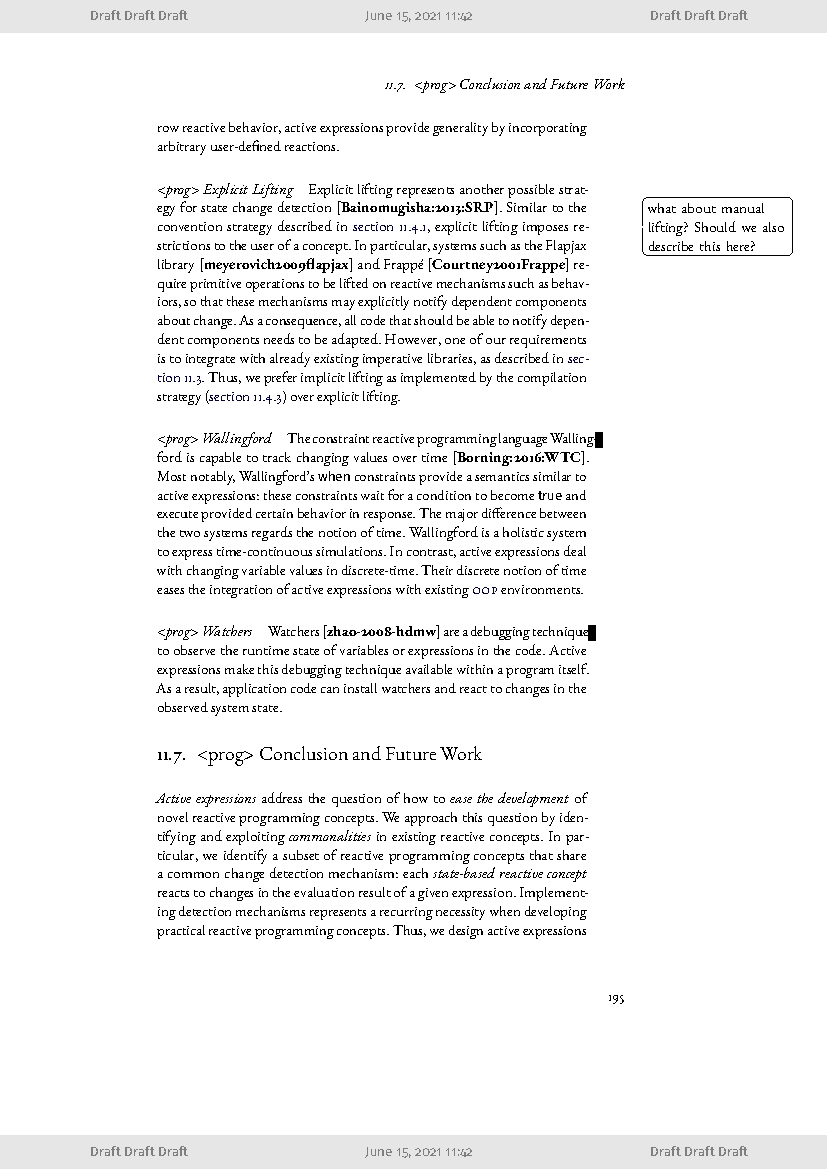 Draft Draft Draft June 15, 2021 11:42 Draft Draft Draft
11.7. <prog> Conclusion and Future Work
row reactive behavior, active expressions provide generality by incorporating
arbitrary user-defined reactions.
<prog> Explicit Lifting Explicit lifting represents another possible strat-
egy for state change detection [Bainomugisha:2013:SRP]. Similar to the
convention strategy described in section 11.4.1, explicit lifting imposes re-
strictions to the user of a concept. In particular, systems such as the Flapjax
library [meyerovich2009flapjax] and Frappé [Courtney2001Frappe] re-
quire primitive operations to be lifted on reactive mechanisms such as behav-
iors, so that these mechanisms may explicitly notify dependent components
about change. As a consequence, all code that should be able to notify depen-
dent components needs to be adapted. However, one of our requirements
is to integrate with already existing imperative libraries, as described in sec-
tion 11.3. Thus, we prefer implicit lifting as implemented by the compilation
strategy (section 11.4.3) over explicit lifting.
what about manual
lifting? Should we also
describe this here?
<prog> Wallingford The constraint reactive programming language Walling-
ford is capable to track changing values over time [Borning:2016:WTC].
Most notably, Wallingford's when constraints provide a semantics similar to
active expressions: these constraints wait for a condition to become true and
execute provided certain behavior in response. The major difference between
the two systems regards the notion of time. Wallingford is a holistic system
to express time-continuous simulations. In contrast, active expressions deal
with changing variable values in discrete-time. Their discrete notion of time
eases the integration of active expressions with existing OOP environments.
<prog> Watchers Watchers [zhao-2008-hdmw] are a debugging technique
to observe the runtime state of variables or expressions in the code. Active
expressions make this debugging technique available within a program itself.
As a result, application code can install watchers and react to changes in the
observed system state.
11.7. <prog> Conclusion and Future Work
Active expressions address the question of how to ease the development of
novel reactive programming concepts. We approach this question by iden-
tifying and exploiting commonalities in existing reactive concepts. In par-
ticular, we identify a subset of reactive programming concepts that share
a common change detection mechanism: each state-based reactive concept
reacts to changes in the evaluation result of a given expression. Implement-
ing detection mechanisms represents a recurring necessity when developing
practical reactive programming concepts. Thus, we design active expressions
195
Draft Draft Draft June 15, 2021 11:42 Draft Draft Draft